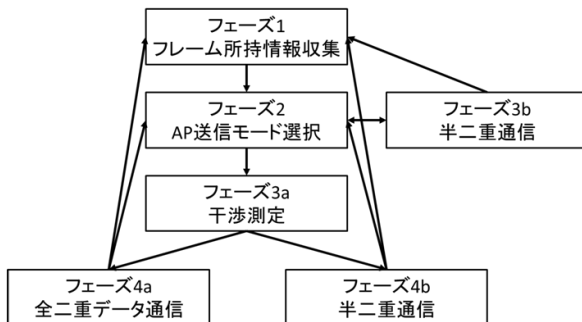 フェーズ1
フレーム所持情報収集
フェーズ2
AP送信モード選択
フェーズ3b
半二重通信
フェーズ3a
干渉測定
フェーズ4a
全二重データ通信
フェーズ4b
半二重通信